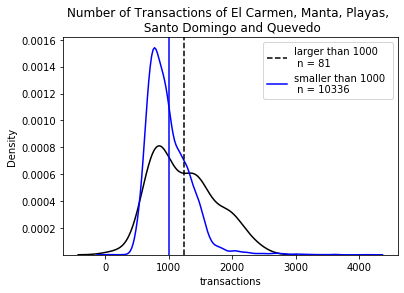 Number of Transactions of El Carmen, Manta, Playas,
Santo Domingo and Quevedo
0.0016
0.0014
0.0012
0.0010
0.0008
0.0006
0.0004
0.0002
Density
larger than 1000
n = 81
smaller than 1000
n = 10336
0 1000 2000 3000 4000
transactions